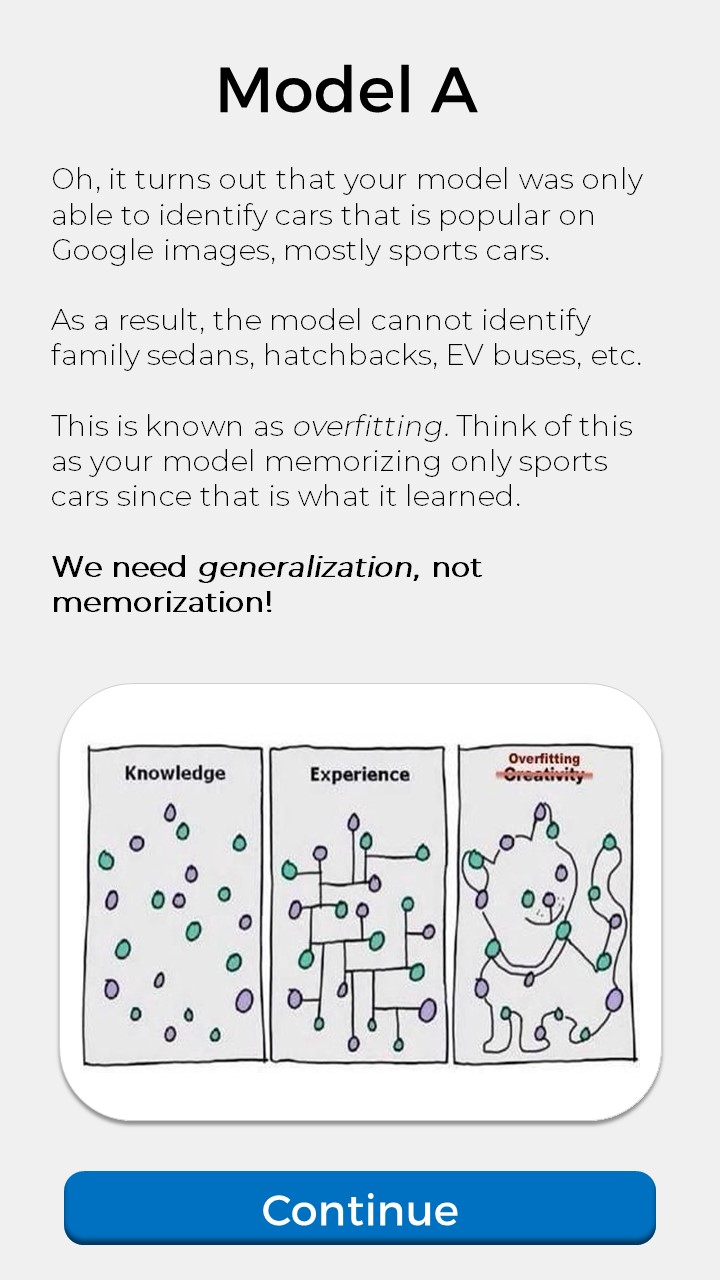 Model A
Oh, it turns out that your model was only
able to identify cars that is popular on
Google images, mostly sports cars.
As a result, the model cannot identify
family sedans, hatchbacks, EV buses, etc.
This is known as overfitting. Think of this
as your model memorizing only sports
cars since that is what it learned.
We need generalization, not
memorization!
Knowledge
Experience
Overfitting
Creativity
Continue